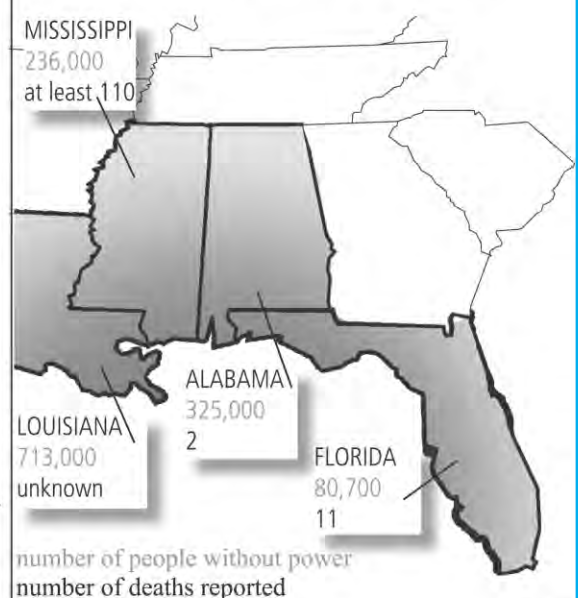 MISSISSIPPI
236,000
at least 110
ALABAMA
325,000
2
LOUISIANA
713,000
unknown
FLORIDA
80,700
11
number of people without power
number of deaths reported